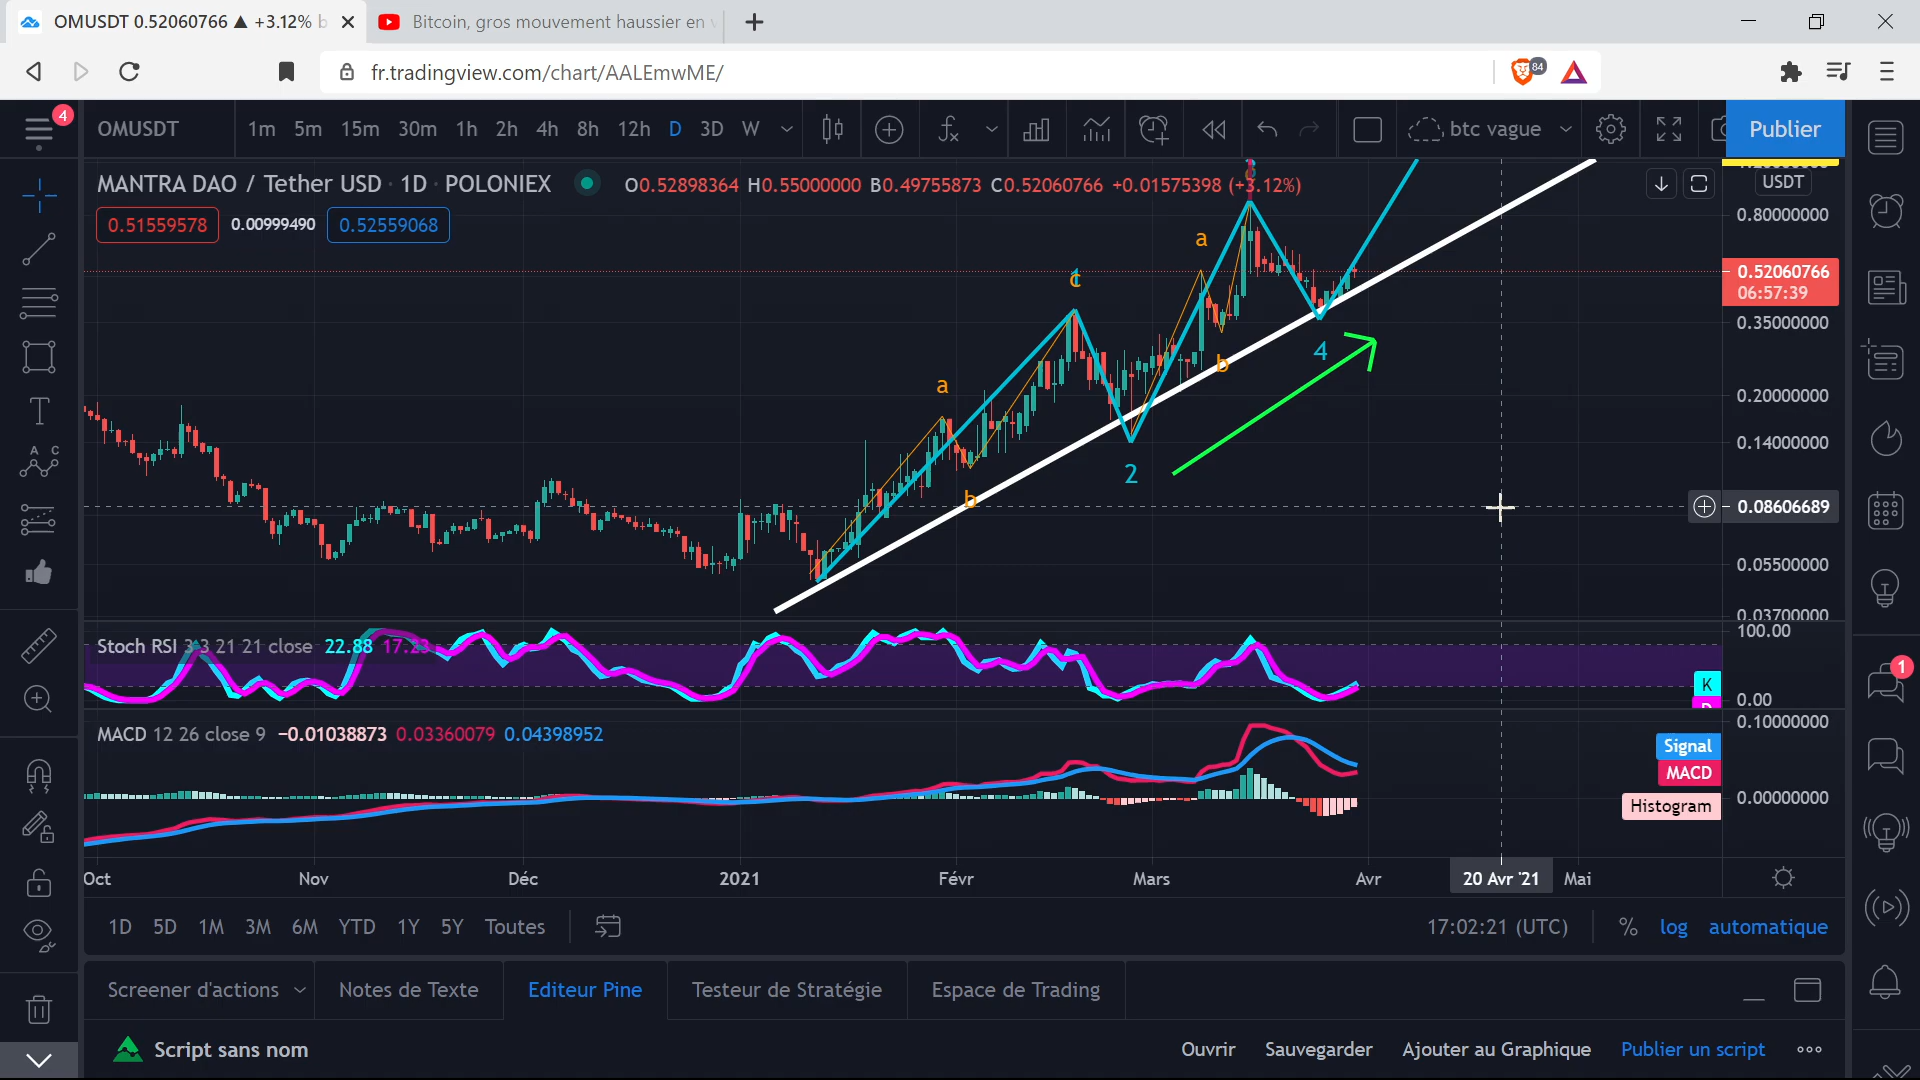 OMUSDT 0.52060766 ▲ +3.12%
Bitcoin, gros mouvement haussier en
fr.tradingview.com/chart/AALEmwME/
84
4
OMUSDT
1m 5m 15m 30m 1h 2h 4h 8h 12h D 3D W
btc vague
Publier
MANTRA DAO / Tether USD · 1D · POLONIEX
O0.52898364 H0.55000000 B0.49755873 C0.52060766 +0.01575398 (+3.12%)
USDT
0.51559578 0.00999490 0.52559068
0.80000000
a
c
0.52060766
06:57:39
0.35000000
4
b
a
0.20000000
0.14000000
2
b
0.08606689
0.05500000
0.03700000
Stoch RSI 3 3 21 21 close 22.88 17.23
100.00
K
0.00
MACD 12 26 close 9 −0.01038873 0.03360079 0.04398952
0.10000000
Signal
MACD
Histogram
0.00000000
1
Oct Nov Déc 2021 Févr Mars Avr 20 Avr '21 Mai
1D 5D 1M 3M 6M YTD 1Y 5Y Toutes
17:02:21 (UTC) % log automatique
Screener d'actions Notes de Texte Editeur Pine Testeur de Stratégie Espace de Trading
Script sans nom
Ouvrir Sauvegarder Ajouter au Graphique Publier un script